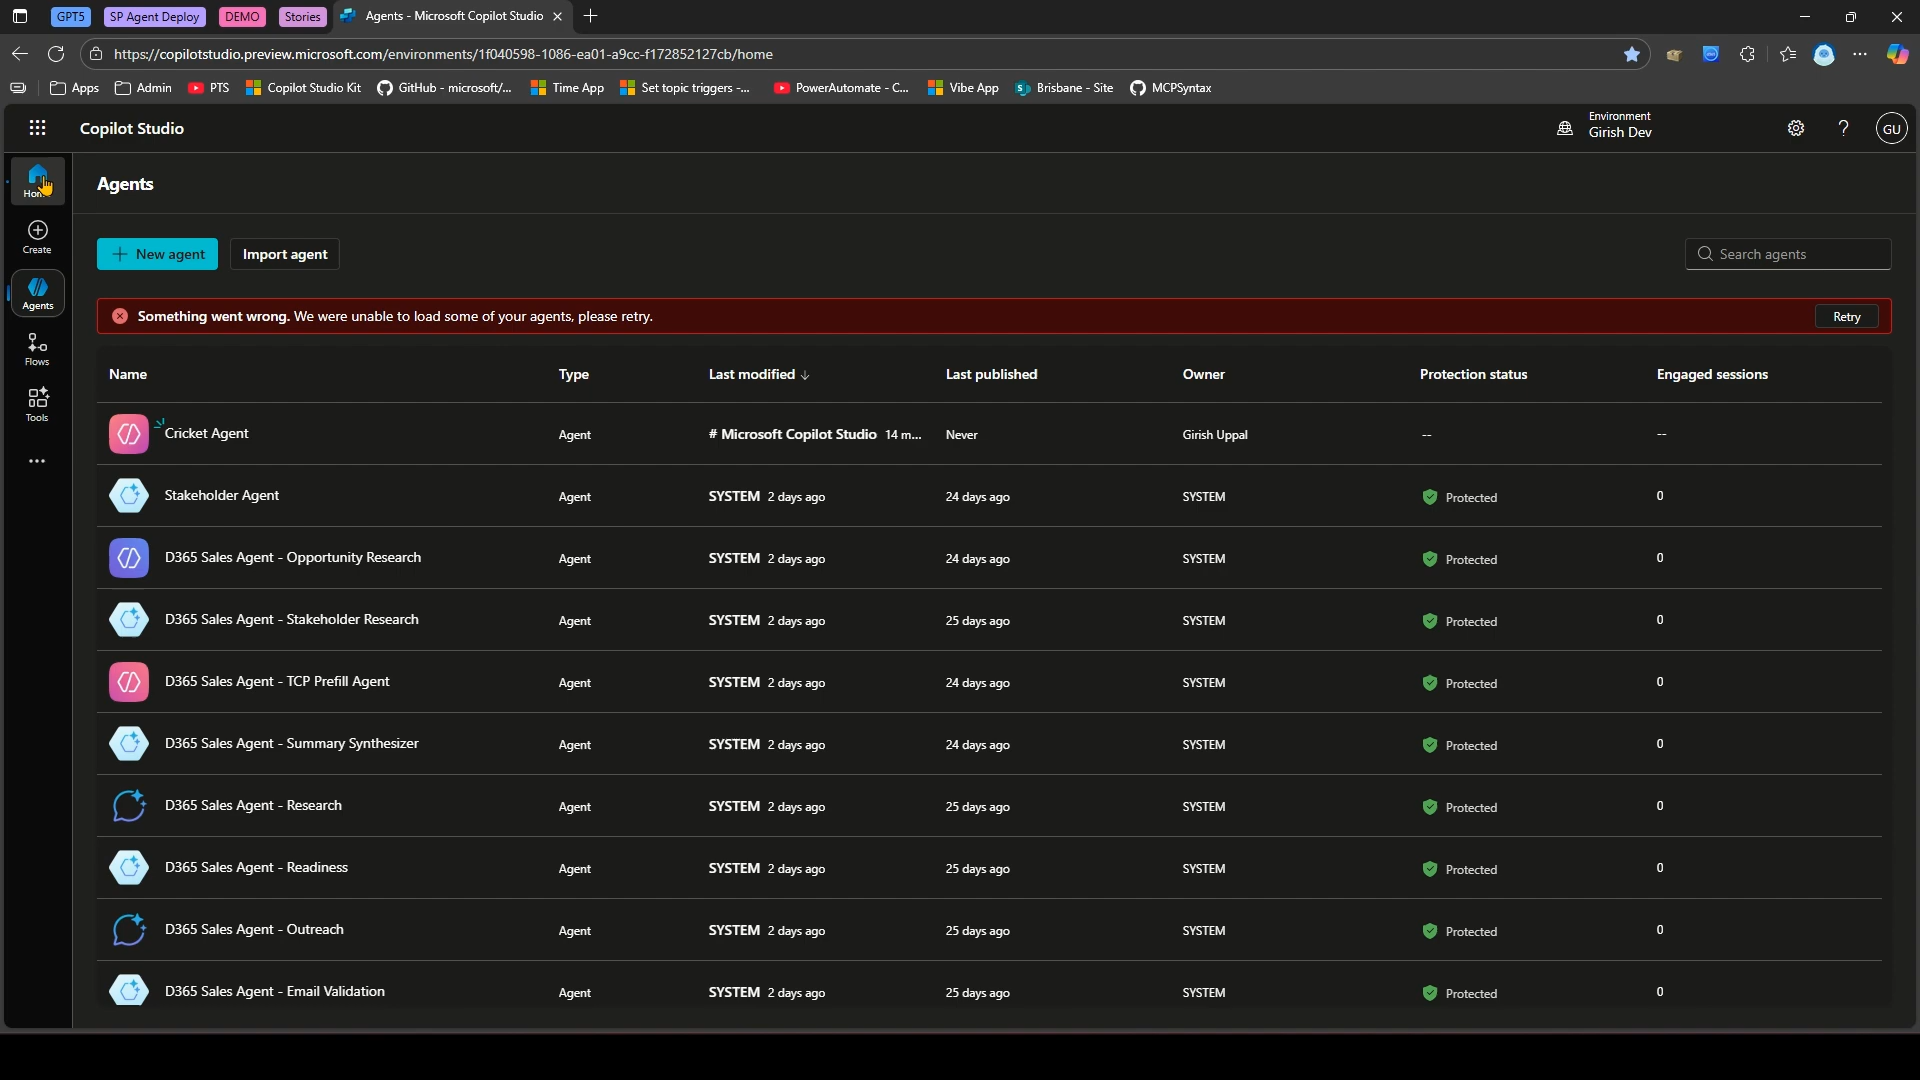 GPT5 SP Agent Deploy DEMO Stories Agents - Microsoft Copilot Studio
https://copilotstudio.preview.microsoft.com/environments/1f040598-1086-ea01-a9cc-f172852127cb/home
Apps Admin PTS Copilot Studio Kit GitHub - microsoft/... Time App Set topic triggers -... PowerAutomate - C... Vibe App Brisbane - Site MCPSyntax
Copilot Studio
Environment
Girish Dev
GU
Home
Create
Agents
Flows
Tools
Agents
New agent Import agent Search agents
Something went wrong. We were unable to load some of your agents, please retry. Retry
Name Type Last modified ↓ Last published Owner Protection status Engaged sessions
Cricket Agent Agent # Microsoft Copilot Studio 14 m... Never Girish Uppal -- --
Stakeholder Agent Agent SYSTEM 2 days ago 24 days ago SYSTEM Protected 0
D365 Sales Agent - Opportunity Research Agent SYSTEM 2 days ago 24 days ago SYSTEM Protected 0
D365 Sales Agent - Stakeholder Research Agent SYSTEM 2 days ago 25 days ago SYSTEM Protected 0
D365 Sales Agent - TCP Prefill Agent Agent SYSTEM 2 days ago 24 days ago SYSTEM Protected 0
D365 Sales Agent - Summary Synthesizer Agent SYSTEM 2 days ago 24 days ago SYSTEM Protected 0
D365 Sales Agent - Research Agent SYSTEM 2 days ago 25 days ago SYSTEM Protected 0
D365 Sales Agent - Readiness Agent SYSTEM 2 days ago 25 days ago SYSTEM Protected 0
D365 Sales Agent - Outreach Agent SYSTEM 2 days ago 25 days ago SYSTEM Protected 0
D365 Sales Agent - Email Validation Agent SYSTEM 2 days ago 25 days ago SYSTEM Protected 0